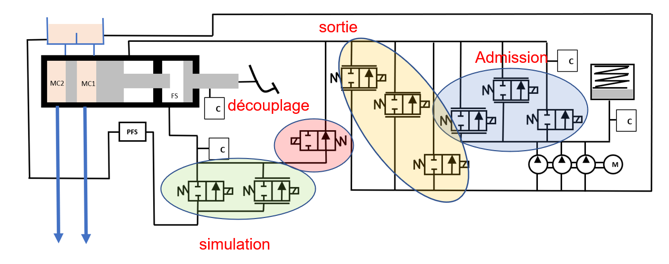 sortie
Admission
C
MC2
MC1
FS
C
découplage
C
PFS
C
M
simulation